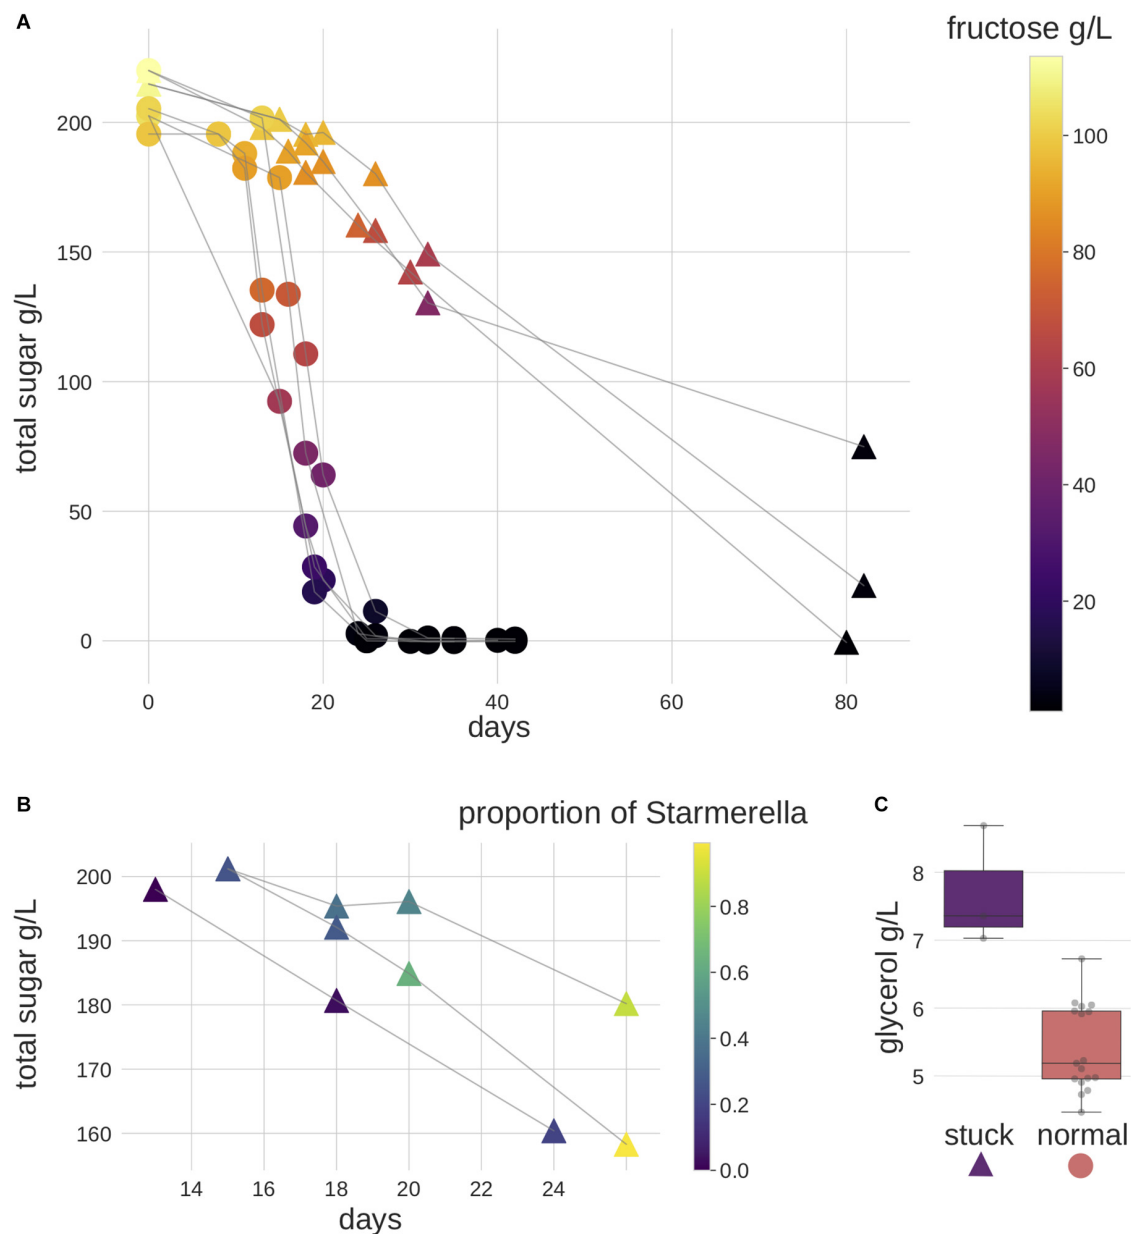 A
fructose g/L
total sugar g/L
200
150
100
50
0
0 20 40 60 80
days
100
80
60
40
20
B
proportion of Starmerella
total sugar g/L
200
190
180
170
160
14 16 18 20 22 24
days
0.8
0.6
0.4
0.2
0.0
C
glycerol g/L
8
7
6
5
stuck normal